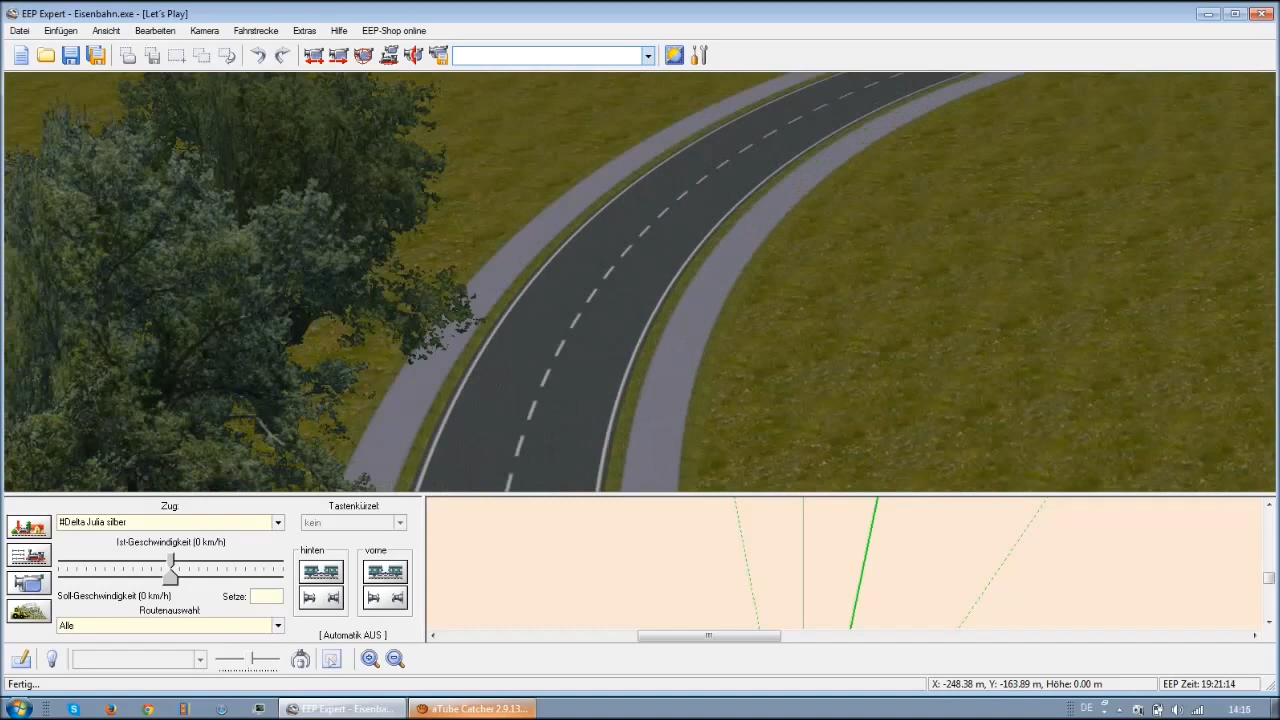 EEP Expert - Eisenbahn.exe - [Let´s Play]
Datei Einfügen Ansicht Bearbeiten Kamera Fahrstrecke Extras Hilfe EEP-Shop online
Zug:
#Delta Julia silber
Ist-Geschwindigkeit (0 km/h)
Soll-Geschwindigkeit (0 km/h) Setze:
Routenauswahl:
Alle
Tastenkürzel:
kein
hinten vorne
[ Automatik AUS ]
Fertig...
X: -248.38 m, Y: -163.89 m, Höhe: 0.00 m
EEP Zeit: 19:21:14
EEP Expert - Eisenba...
aTube Catcher 2.9.13...
DE
14:15